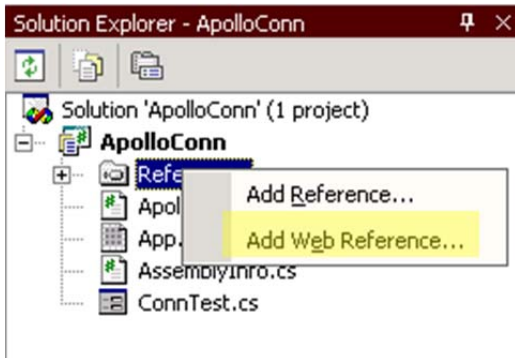 Solution Explorer - ApolloConn
Solution 'ApolloConn' (1 project)
ApolloConn
Add Reference...
Add Web Reference...
AssemblyInfo.cs
ConnTest.cs